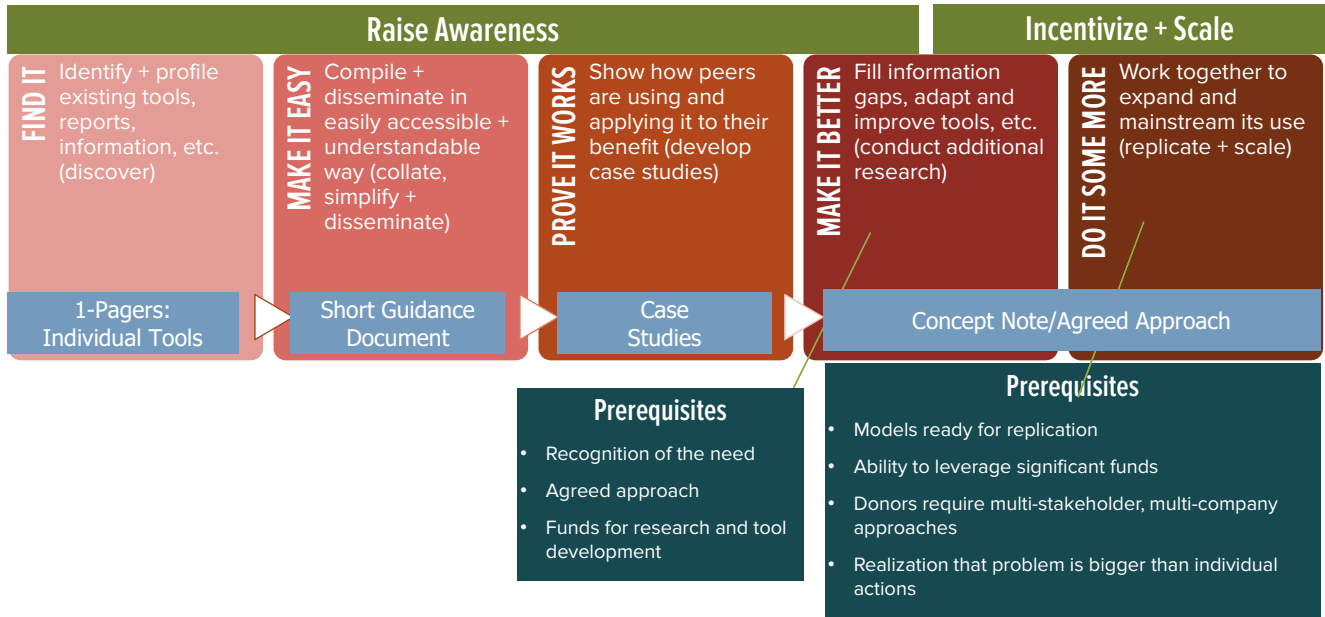 Raise Awareness
Incentivize + Scale
FIND IT
Identify + profile
existing tools,
reports,
information, etc.
(discover)
MAKE IT EASY
Compile +
disseminate in
easily accessible +
understandable
way (collate,
simplify +
disseminate)
PROVE IT WORKS
Show how peers
are using and
applying it to their
benefit (develop
case studies)
MAKE IT BETTER
Fill information
gaps, adapt and
improve tools, etc.
(conduct additional
research)
DO IT SOME MORE
Work together to
expand and
mainstream its use
(replicate + scale)
1-Pagers:
Individual Tools
Short Guidance
Document
Case
Studies
Concept Note/Agreed Approach
Prerequisites
• Recognition of the need
• Agreed approach
• Funds for research and tool
development
Prerequisites
• Models ready for replication
• Ability to leverage significant funds
• Donors require multi-stakeholder, multi-company
approaches
• Realization that problem is bigger than individual
actions